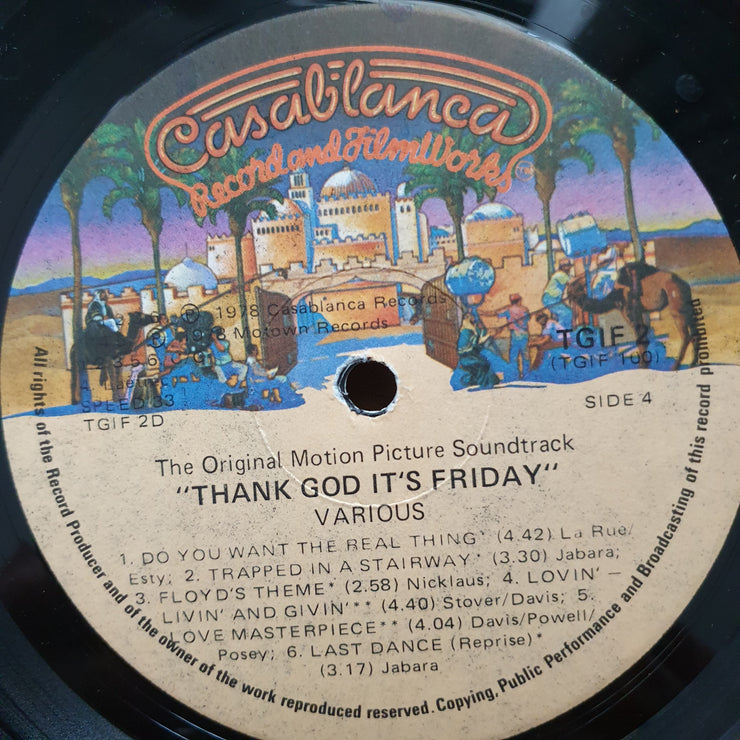 Casablanca
Record and FilmWorks™
℗ 1978 Casablanca Records
℗ 1978 Motown Records
TGIF 2
(TGIF 100)
SPEED 33
TGIF 2D
SIDE 4
The Original Motion Picture Soundtrack
"THANK GOD IT'S FRIDAY"
VARIOUS
1. DO YOU WANT THE REAL THING* (4.42) La Rue/
Esty; 2. TRAPPED IN A STAIRWAY* (3.30) Jabara;
3. FLOYD'S THEME* (2.58) Nicklaus; 4. LOVIN' –
LIVIN' AND GIVIN'** (4.40) Stover/Davis; 5.
LOVE MASTERPIECE** (4.04) Davis/Powell/
Posey; 6. LAST DANCE (Reprise)*
(3.17) Jabara
All rights of the Record Producer and of the owner of the work reproduced reserved. Copying, Public Performance and Broadcasting of this record prohibited